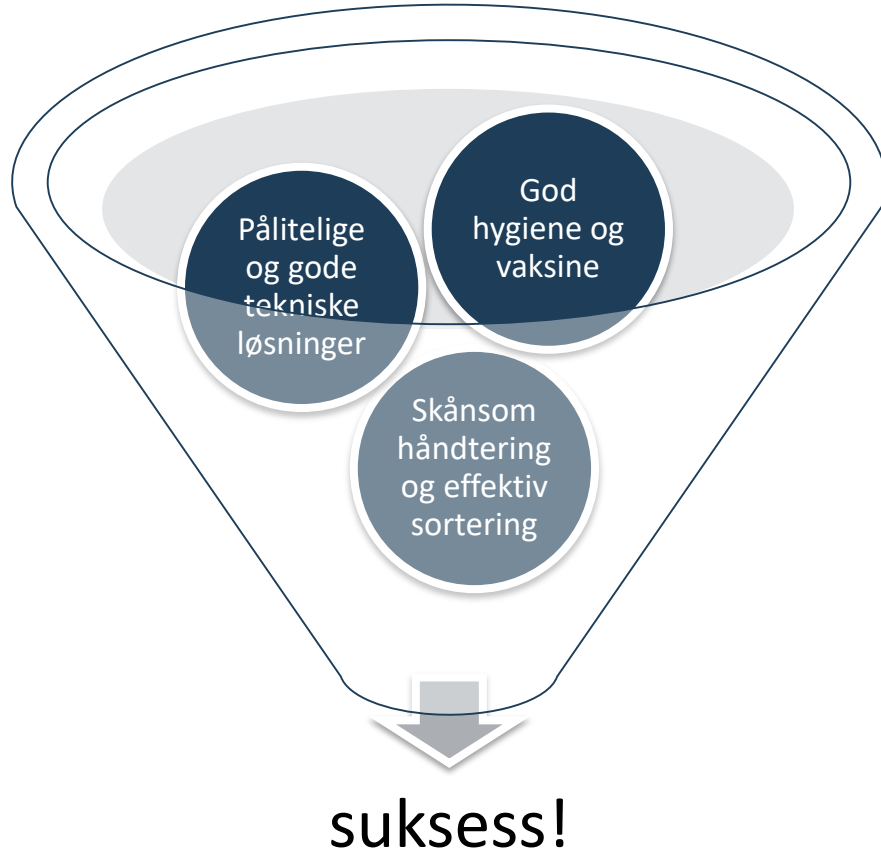 Pålitelige
og gode
tekniske
løsninger
God
hygiene og
vaksine
Skånsom
håndtering
og effektiv
sortering
suksess!